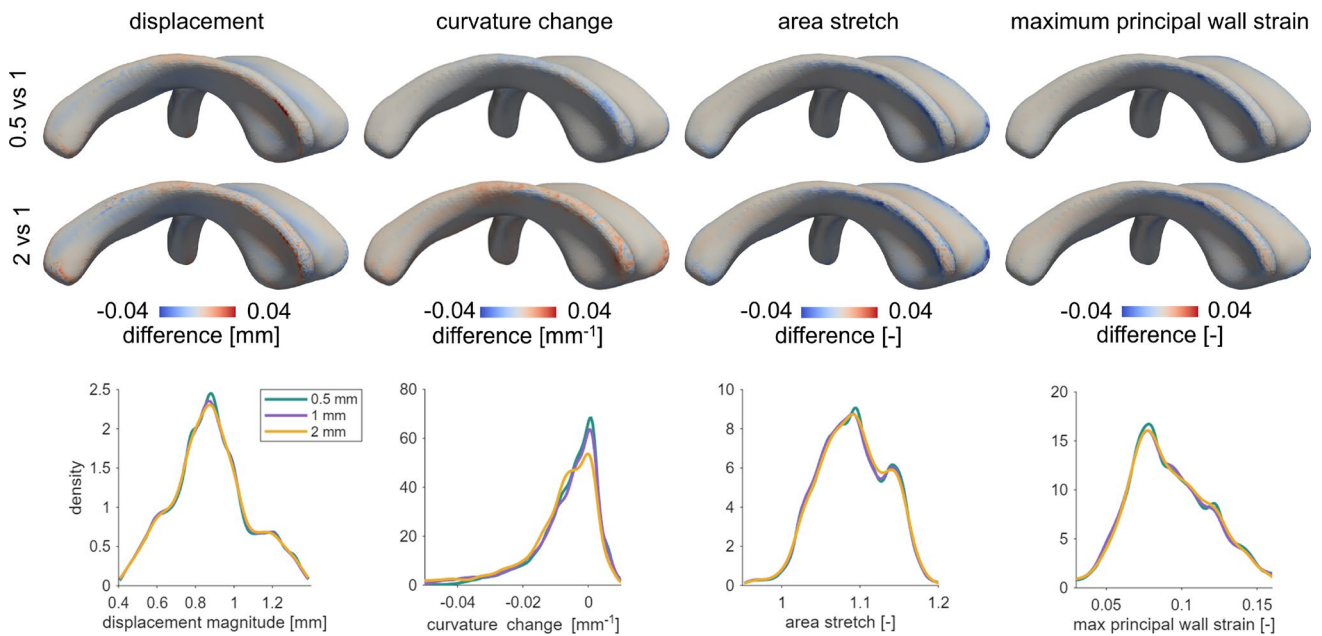 displacement
curvature change
area stretch
maximum principal wall strain
0.5 vs 1
2 vs 1
-0.04 0.04
difference [mm]
-0.04 0.04
difference [mm⁻¹]
-0.04 0.04
difference [-]
-0.04 0.04
difference [-]
density
2.5
2
1.5
1
0.5
0
0.4 0.6 0.8 1 1.2
displacement magnitude [mm]
0.5 mm
1 mm
2 mm
80
60
40
20
0
-0.04 -0.02 0
curvature change [mm⁻¹]
10
8
6
4
2
0
1 1.1 1.2
area stretch [-]
20
15
10
5
0
0.05 0.1 0.15
max principal wall strain [-]